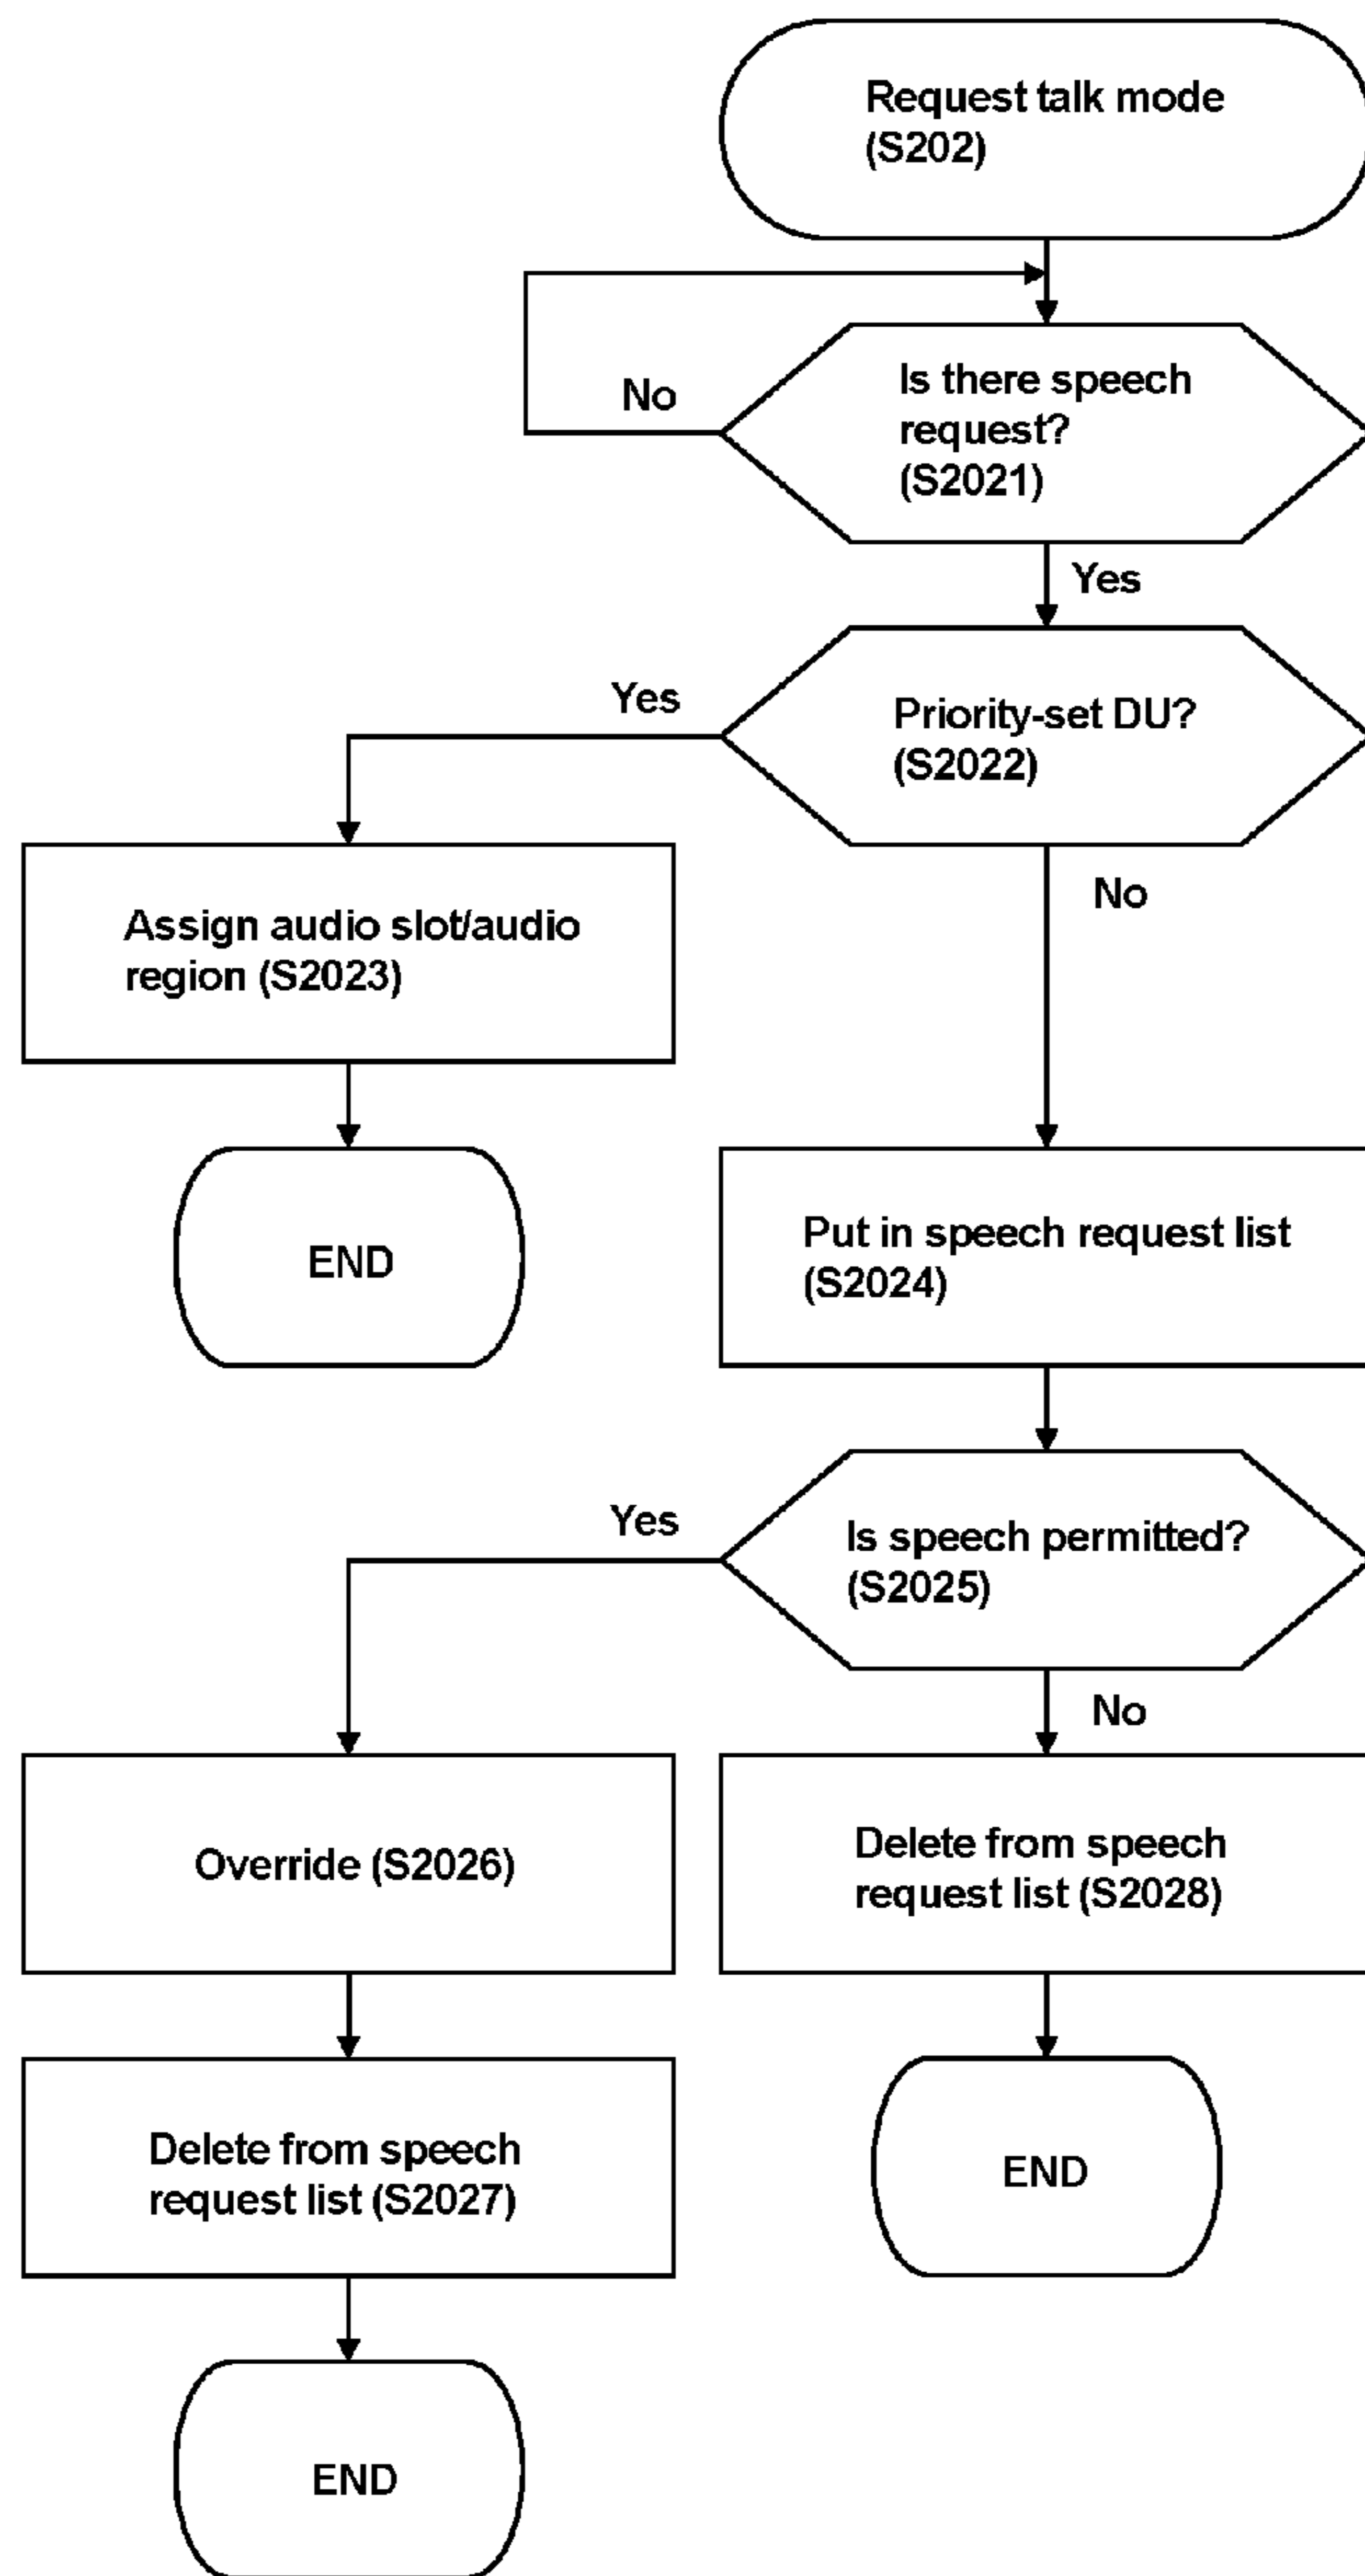 Request talk mode
(S202)
Is there speech
request?
(S2021)
No
Yes
Priority-set DU?
(S2022)
Yes
No
Assign audio slot/audio
region (S2023)
END
Put in speech request list
(S2024)
Is speech permitted?
(S2025)
Yes
No
Override (S2026)
Delete from speech
request list (S2028)
Delete from speech
request list (S2027)
END
END